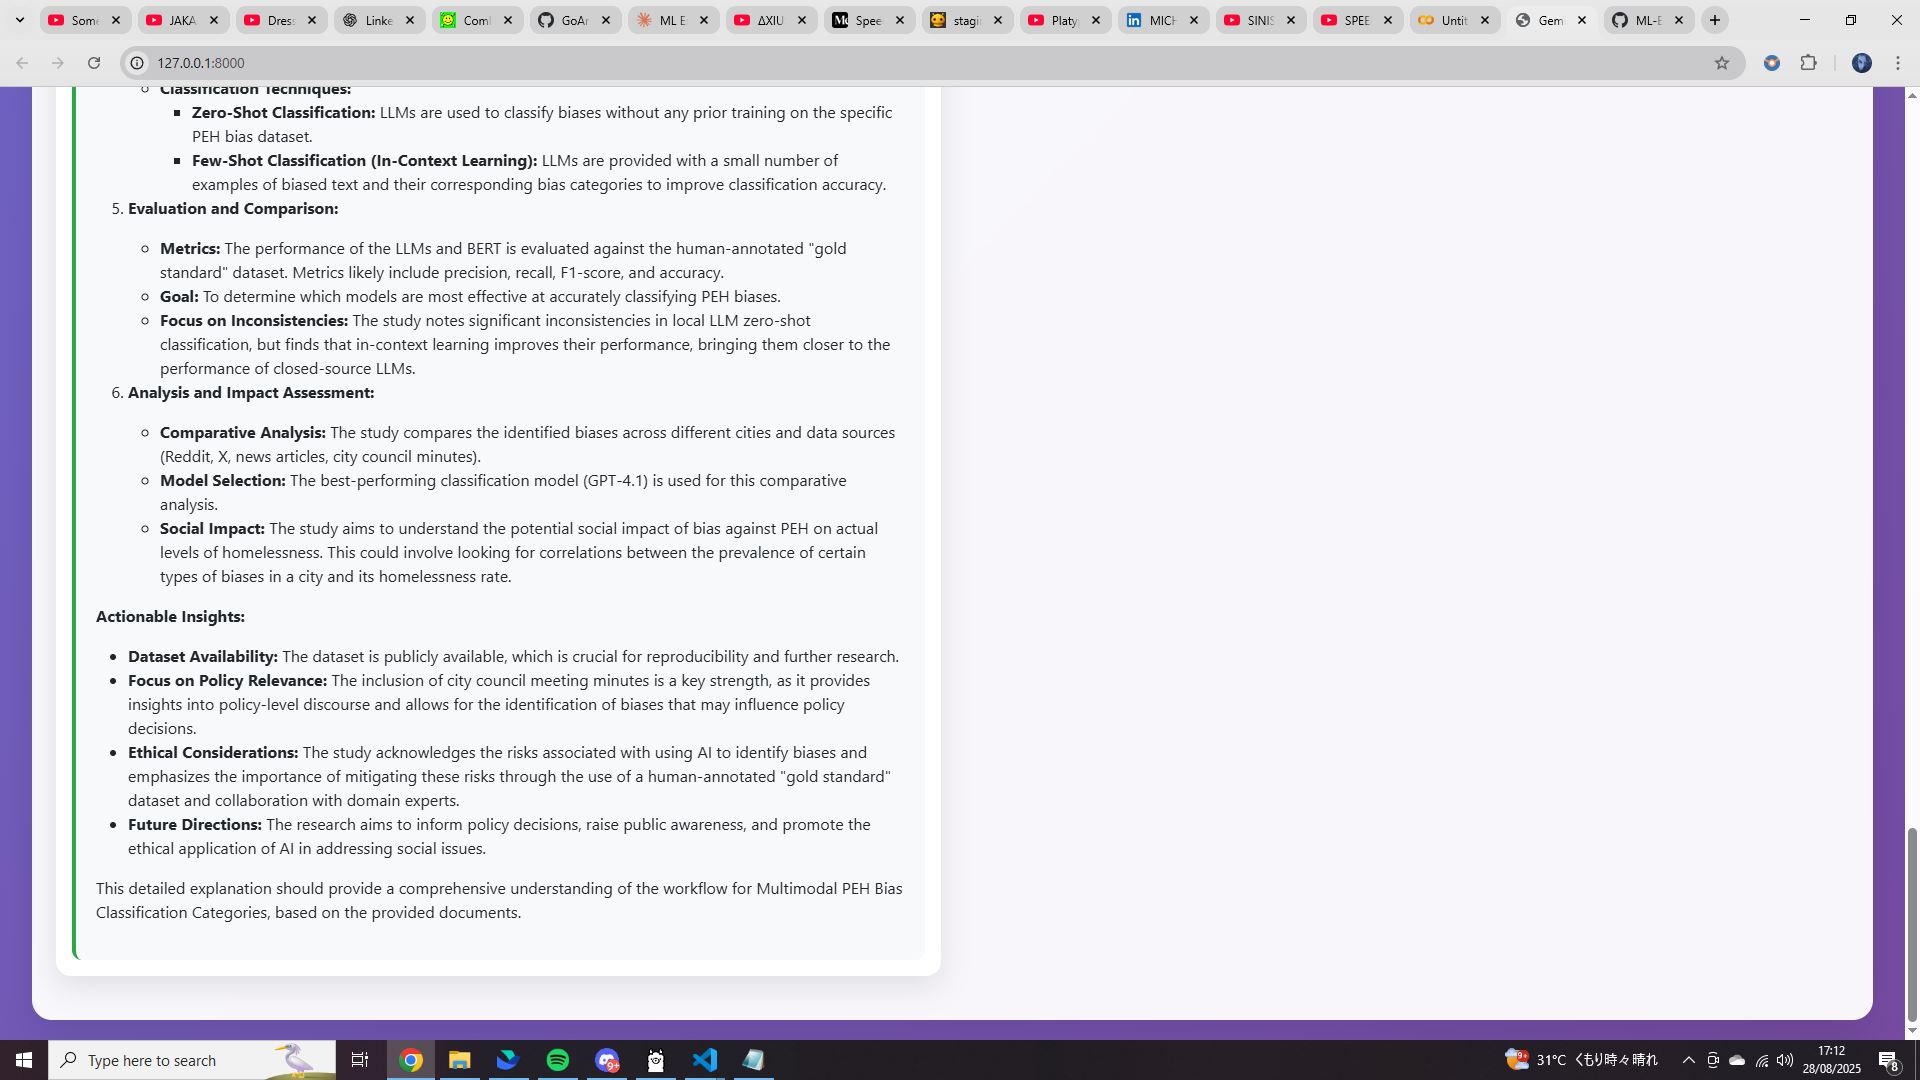 Some
JAKA
Dress
Linke
Coml
GoAr
ML E
ΔXIU
Spee
stagin
Platy
MICH
SINIS
SPEE
Untit
Gem
ML-E
127.0.0.1:8000
Classification Techniques:
Zero-Shot Classification: LLMs are used to classify biases without any prior training on the specific
PEH bias dataset.
Few-Shot Classification (In-Context Learning): LLMs are provided with a small number of
examples of biased text and their corresponding bias categories to improve classification accuracy.
5. Evaluation and Comparison:
Metrics: The performance of the LLMs and BERT is evaluated against the human-annotated "gold
standard" dataset. Metrics likely include precision, recall, F1-score, and accuracy.
Goal: To determine which models are most effective at accurately classifying PEH biases.
Focus on Inconsistencies: The study notes significant inconsistencies in local LLM zero-shot
classification, but finds that in-context learning improves their performance, bringing them closer to the
performance of closed-source LLMs.
6. Analysis and Impact Assessment:
Comparative Analysis: The study compares the identified biases across different cities and data sources
(Reddit, X, news articles, city council minutes).
Model Selection: The best-performing classification model (GPT-4.1) is used for this comparative
analysis.
Social Impact: The study aims to understand the potential social impact of bias against PEH on actual
levels of homelessness. This could involve looking for correlations between the prevalence of certain
types of biases in a city and its homelessness rate.
Actionable Insights:
Dataset Availability: The dataset is publicly available, which is crucial for reproducibility and further research.
Focus on Policy Relevance: The inclusion of city council meeting minutes is a key strength, as it provides
insights into policy-level discourse and allows for the identification of biases that may influence policy
decisions.
Ethical Considerations: The study acknowledges the risks associated with using AI to identify biases and
emphasizes the importance of mitigating these risks through the use of a human-annotated "gold standard"
dataset and collaboration with domain experts.
Future Directions: The research aims to inform policy decisions, raise public awareness, and promote the
ethical application of AI in addressing social issues.
This detailed explanation should provide a comprehensive understanding of the workflow for Multimodal PEH Bias
Classification Categories, based on the provided documents.
Type here to search
31°C くもり時々晴れ
17:12
28/08/2025
8